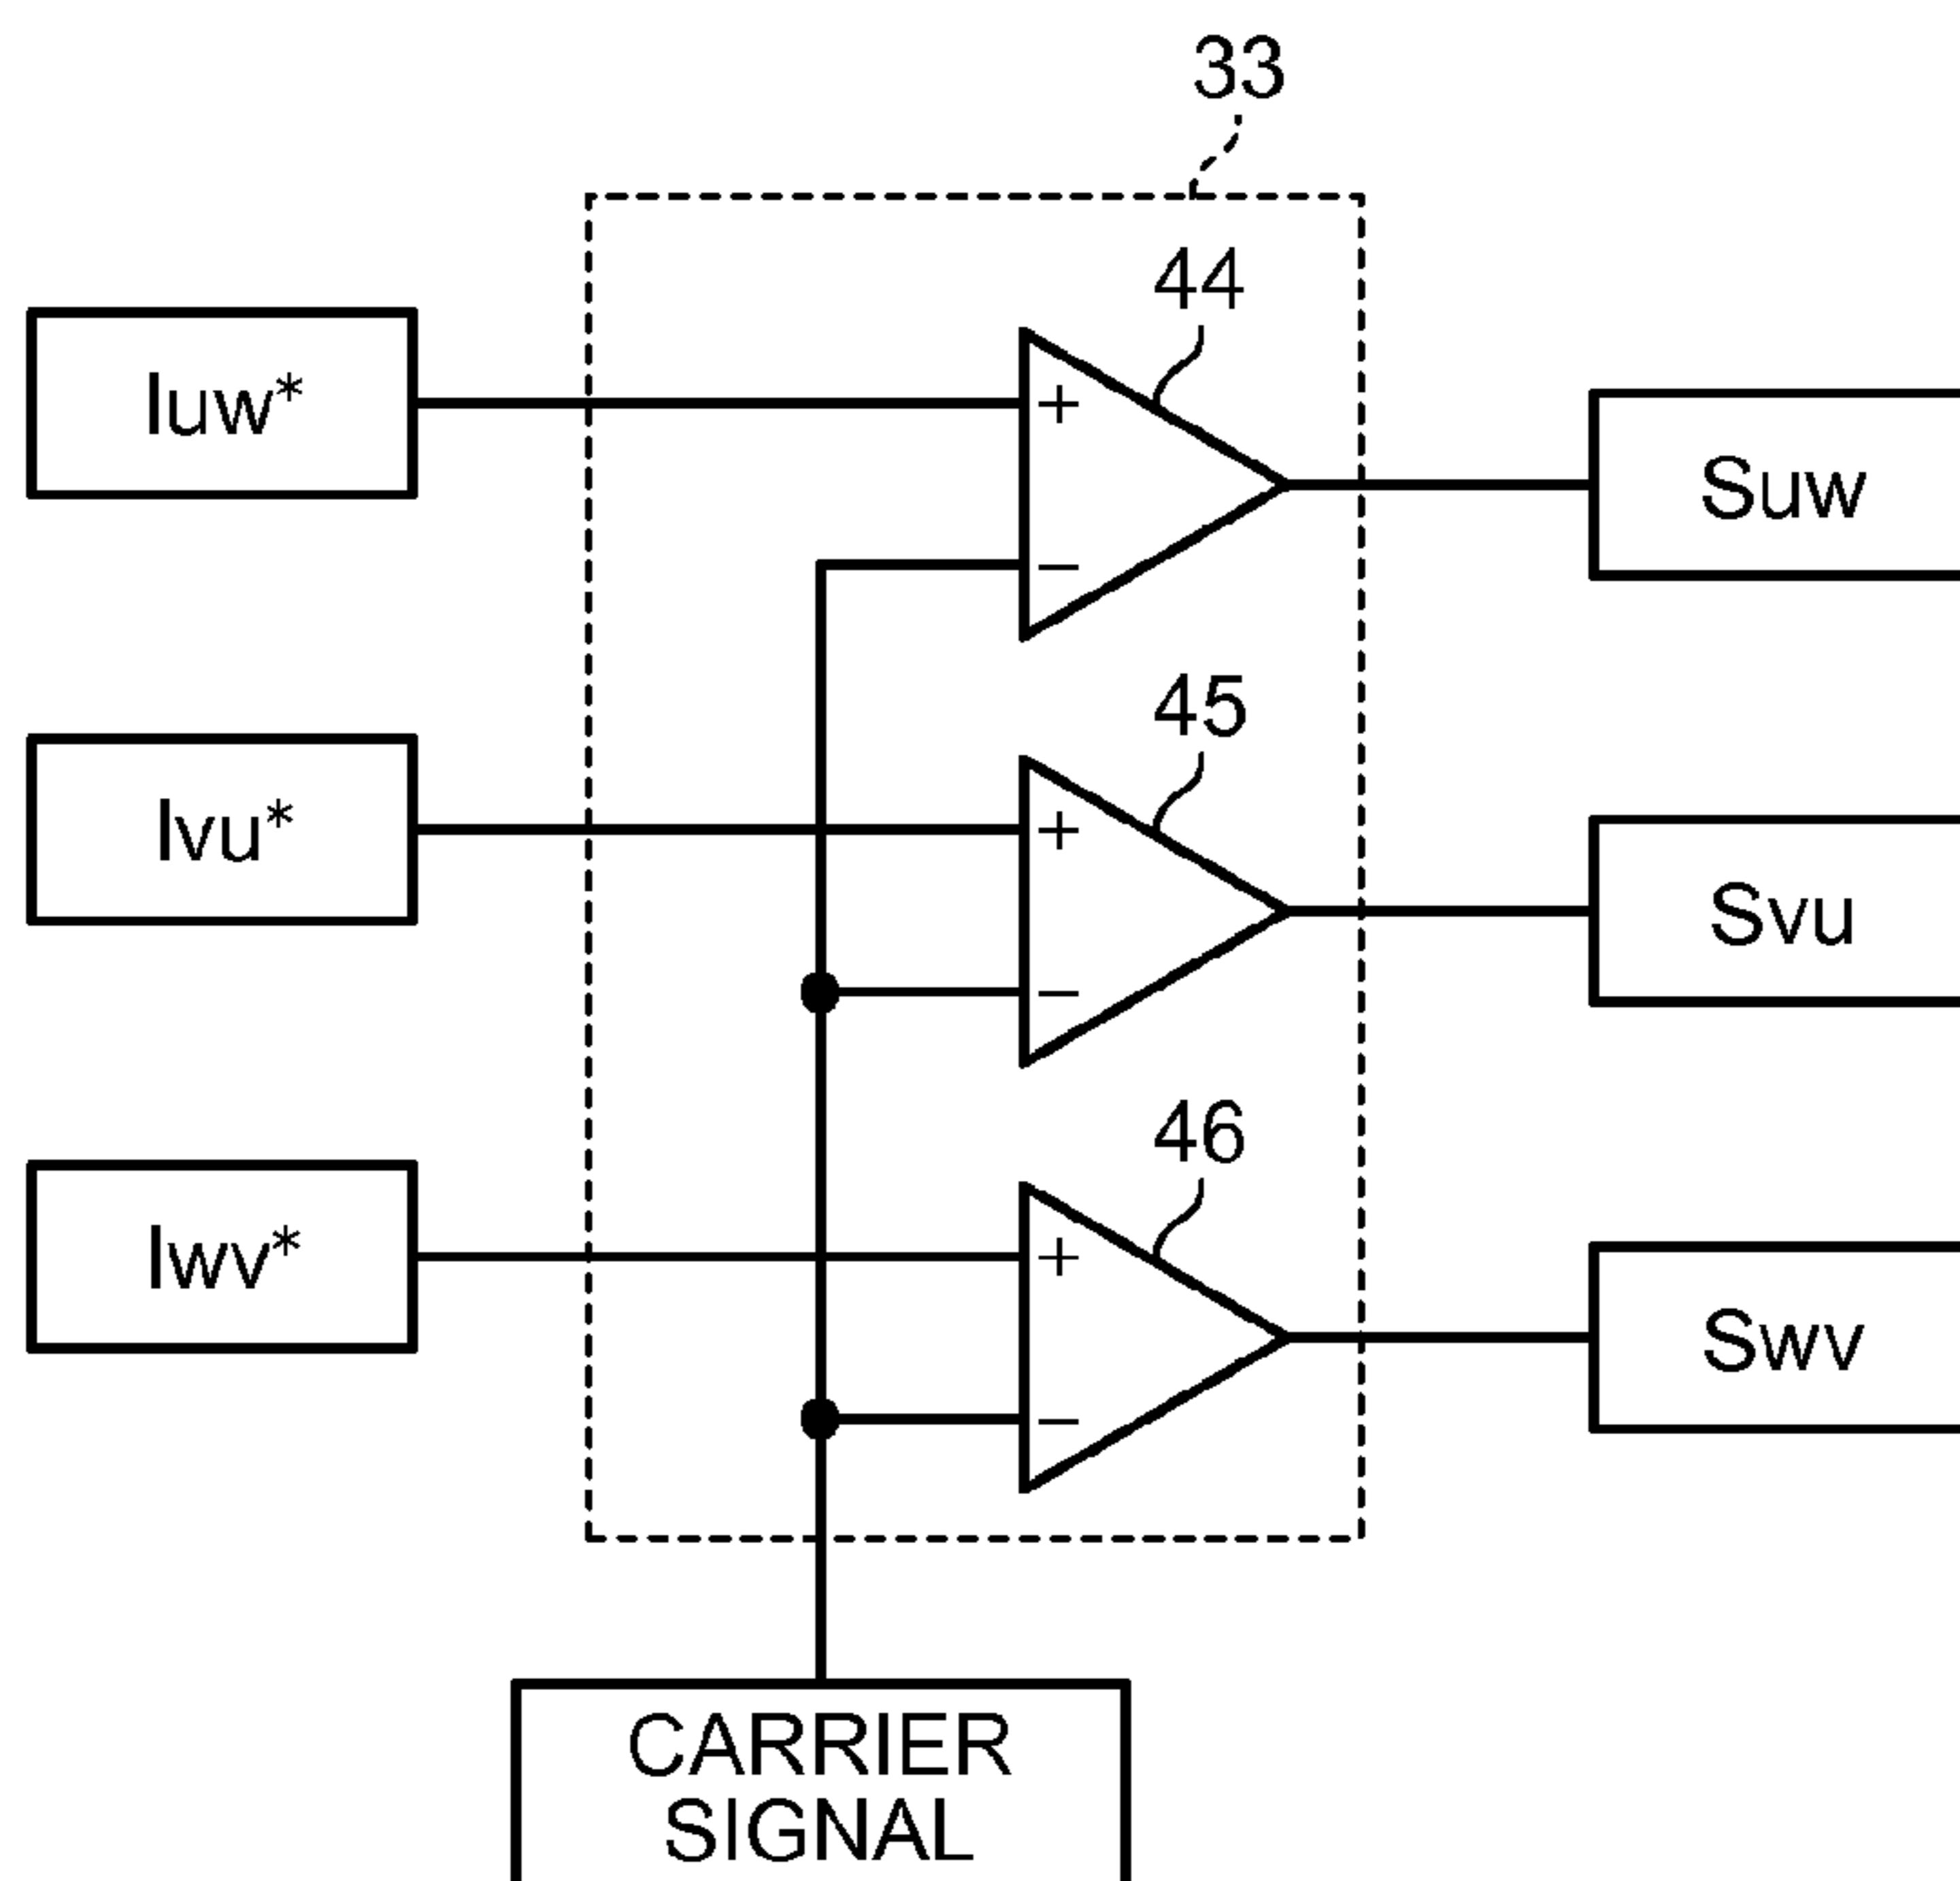 33
44
Iuw*
+
Suw
−
45
Ivu*
+
Svu
−
46
Iwv*
+
Swv
−
CARRIER
SIGNAL